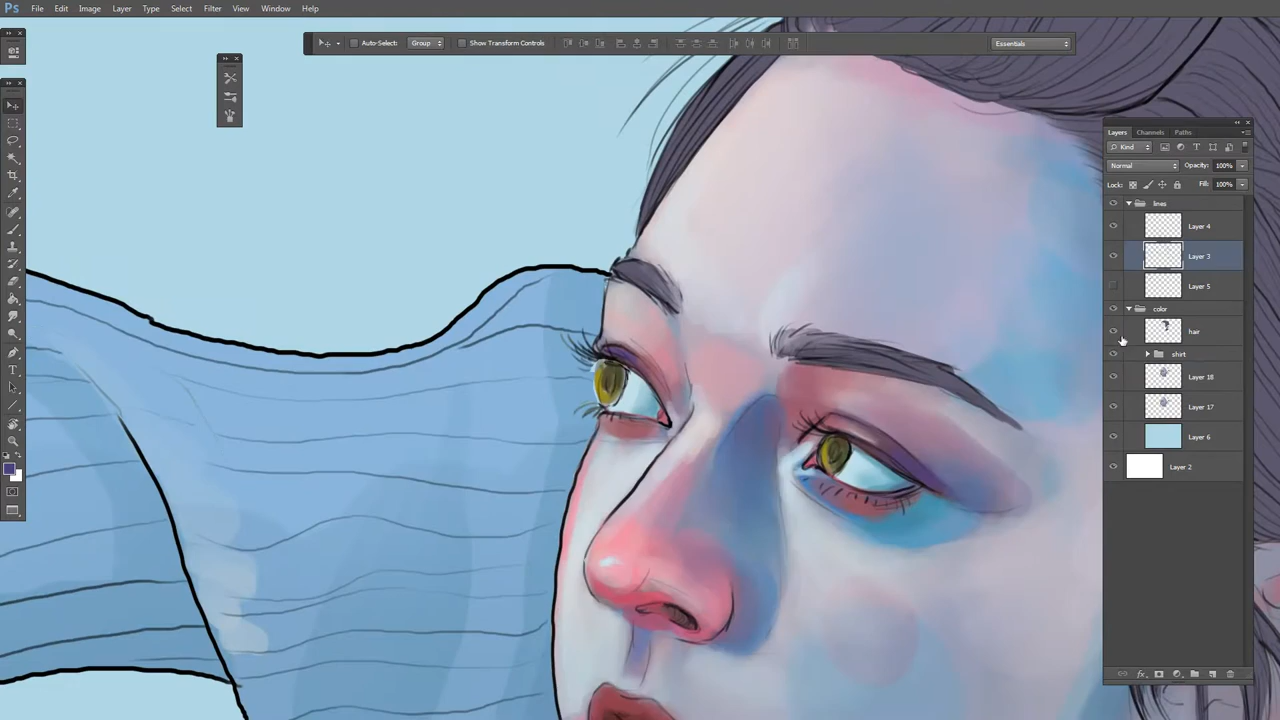 Ps File Edit Image Layer Type Select Filter View Window Help
Auto-Select: Group Show Transform Controls Essentials
Layers Channels Paths
Kind
Normal Opacity: 100%
Lock: Fill: 100%
lines
Layer 4
Layer 3
Layer 5
color
hair
shirt
Layer 18
Layer 17
Layer 6
Layer 2